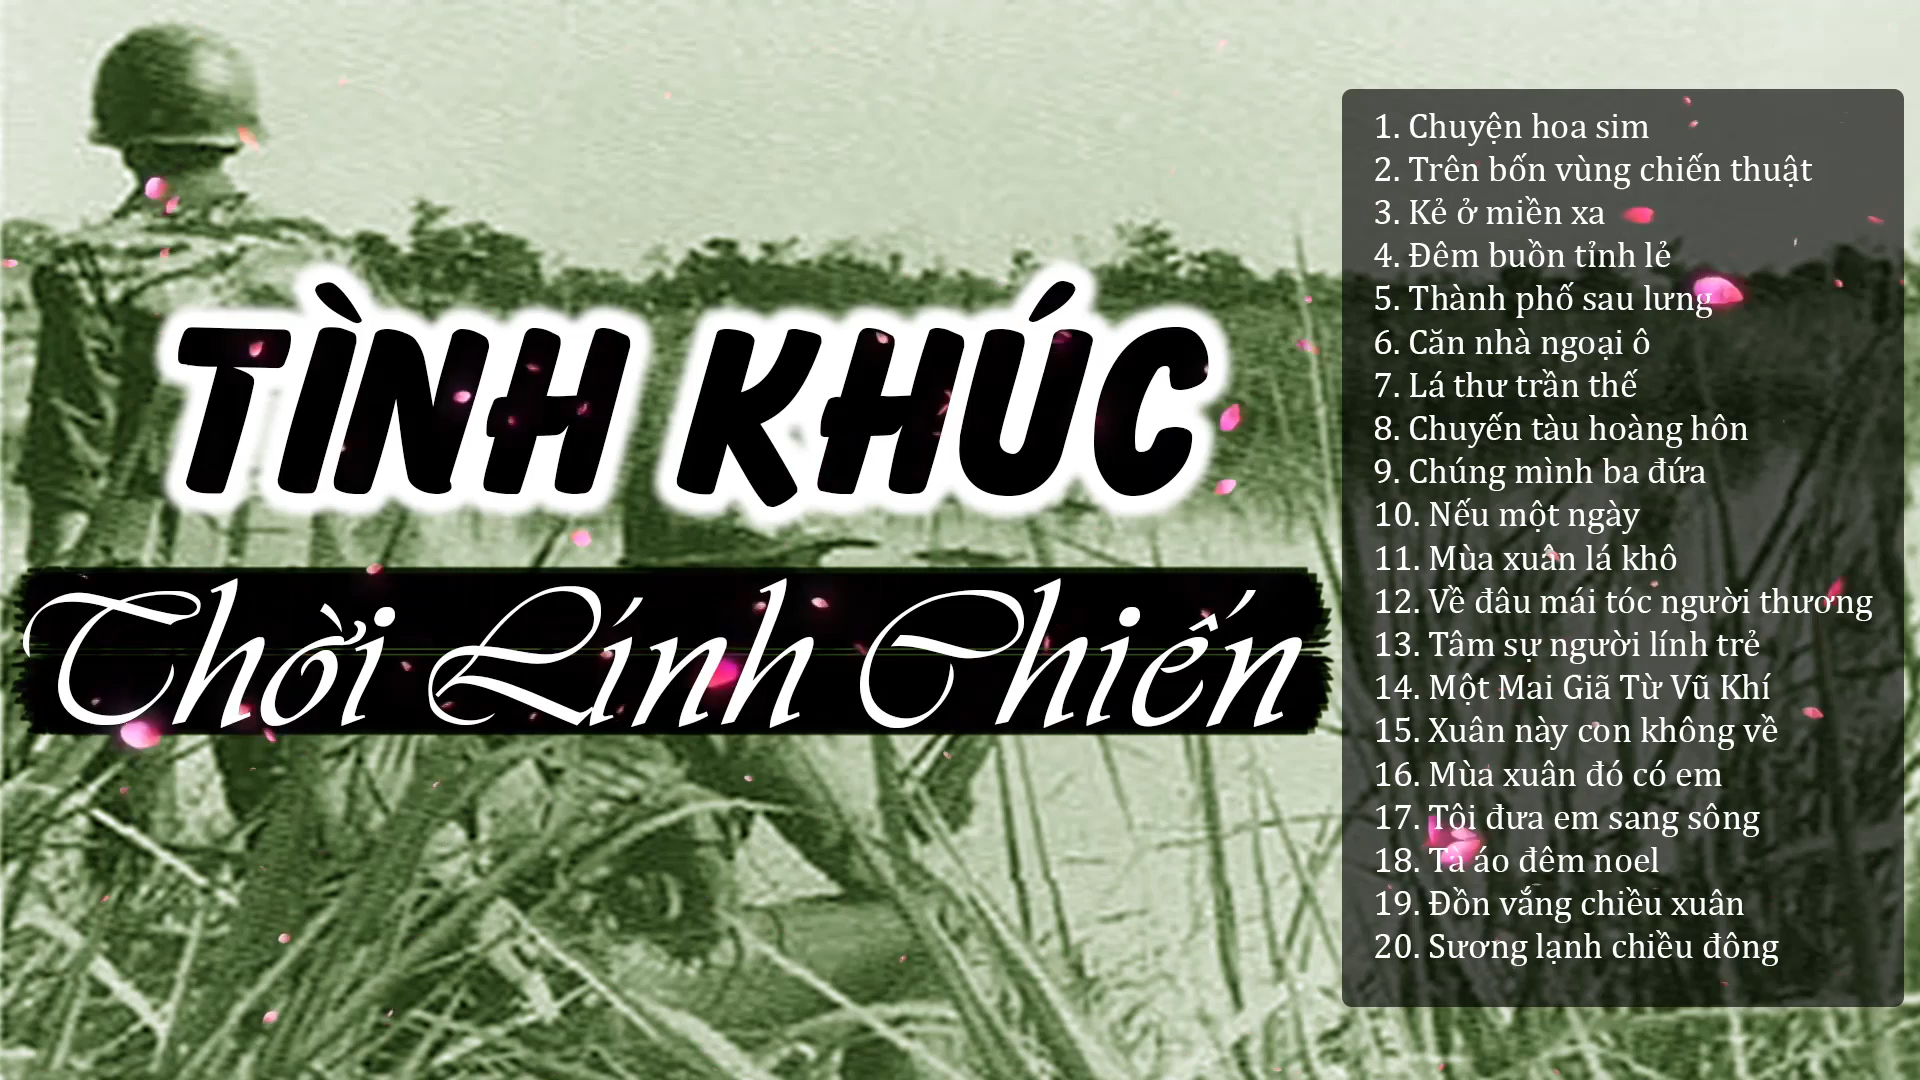 TÌNH KHÚC
Thời Lính Chiến
1. Chuyện hoa sim
2. Trên bốn vùng chiến thuật
3. Kẻ ở miền xa
4. Đêm buồn tỉnh lẻ
5. Thành phố sau lưng
6. Căn nhà ngoại ô
7. Lá thư trần thế
8. Chuyến tàu hoàng hôn
9. Chúng mình ba đứa
10. Nếu một ngày
11. Mùa xuân lá khô
12. Về đâu mái tóc người thương
13. Tâm sự người lính trẻ
14. Một Mai Giã Từ Vũ Khí
15. Xuân này con không về
16. Mùa xuân đó có em
17. Tôi đưa em sang sông
18. Tà áo đêm noel
19. Đồn vắng chiều xuân
20. Sương lạnh chiều đông